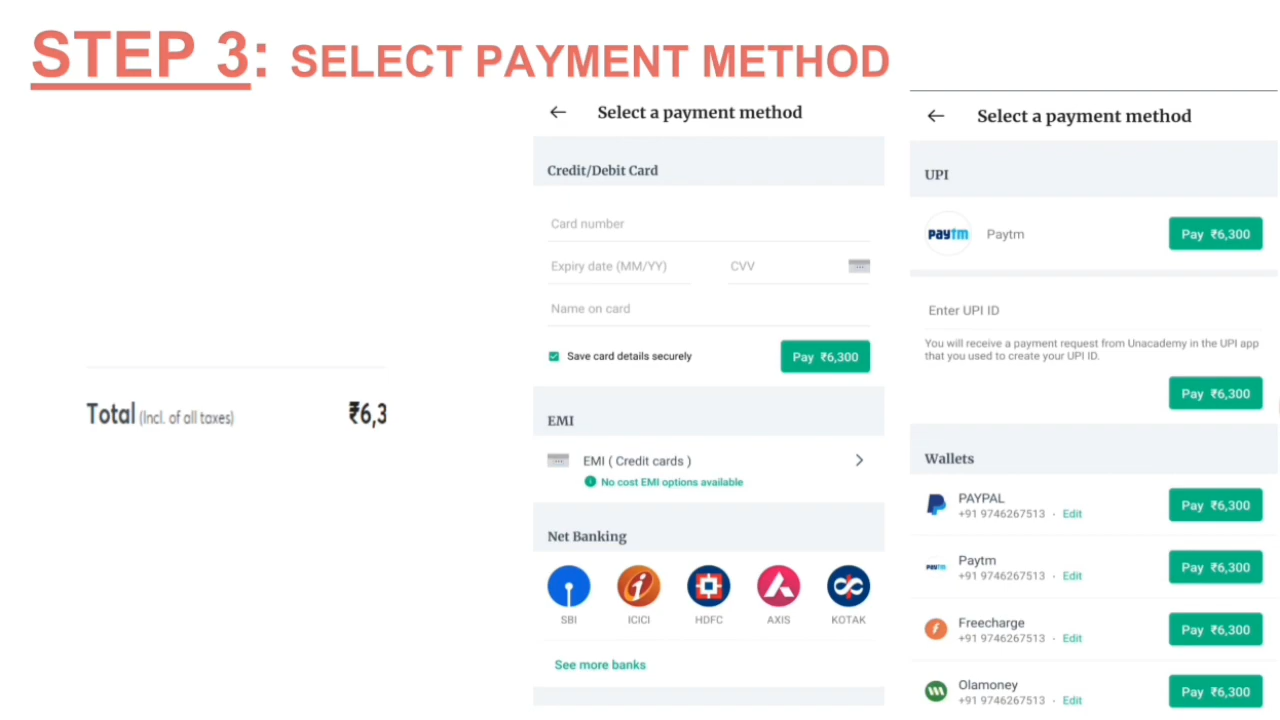 STEP 3: SELECT PAYMENT METHOD
Total (Incl. of all taxes) ₹6,3
Select a payment method
Credit/Debit Card
Card number
Expiry date (MM/YY) CVV
Name on card
Save card details securely Pay ₹6,300
EMI
EMI ( Credit cards )
No cost EMI options available
Net Banking
SBI ICICI HDFC AXIS KOTAK
See more banks
Select a payment method
UPI
paytm Paytm Pay ₹6,300
Enter UPI ID
You will receive a payment request from Unacademy in the UPI app
that you used to create your UPI ID.
Pay ₹6,300
Wallets
PAYPAL
+91 9746267513 · Edit Pay ₹6,300
paytm Paytm
+91 9746267513 · Edit Pay ₹6,300
Freecharge
+91 9746267513 · Edit Pay ₹6,300
Olamoney
+91 9746267513 · Edit Pay ₹6,300